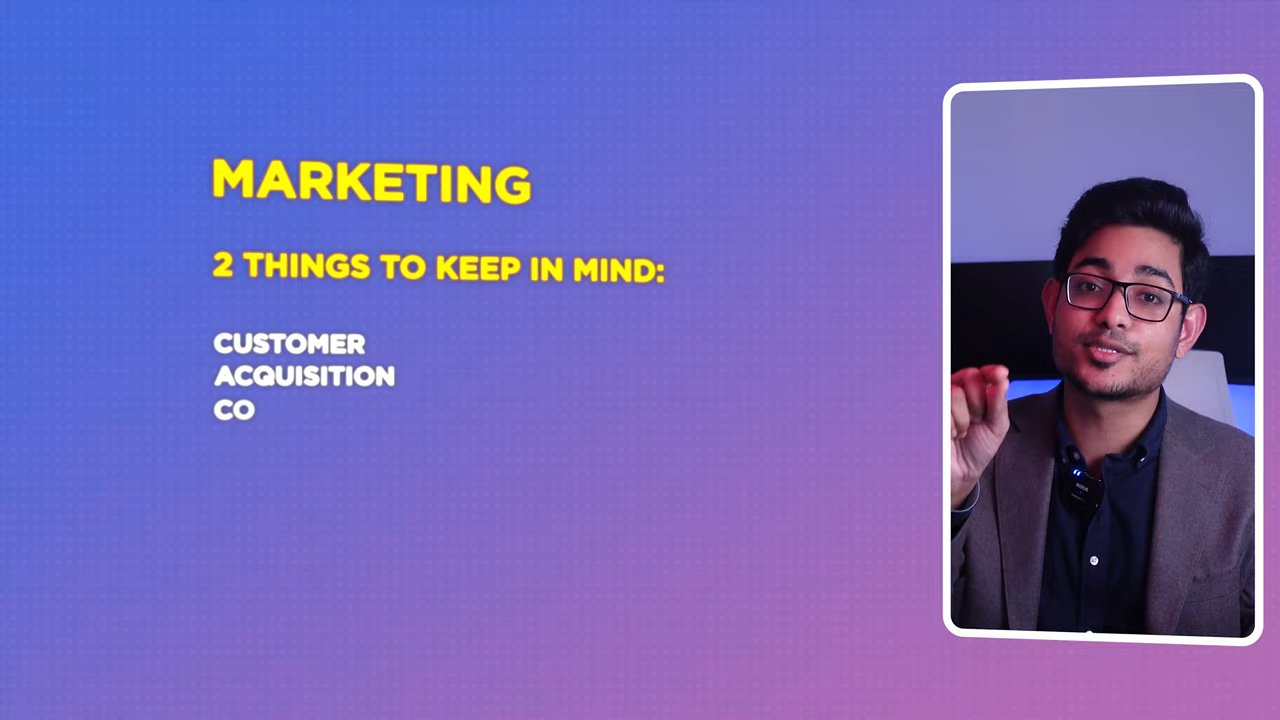 MARKETING
2 THINGS TO KEEP IN MIND:
CUSTOMER
ACQUISITION
CO